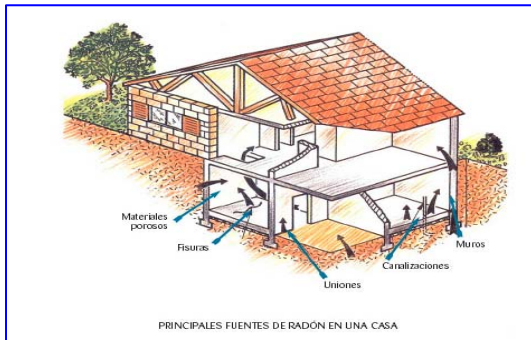 Materiales
porosos
Fisuras
Uniones
Canalizaciones
Muros
PRINCIPALES FUENTES DE RADÓN EN UNA CASA